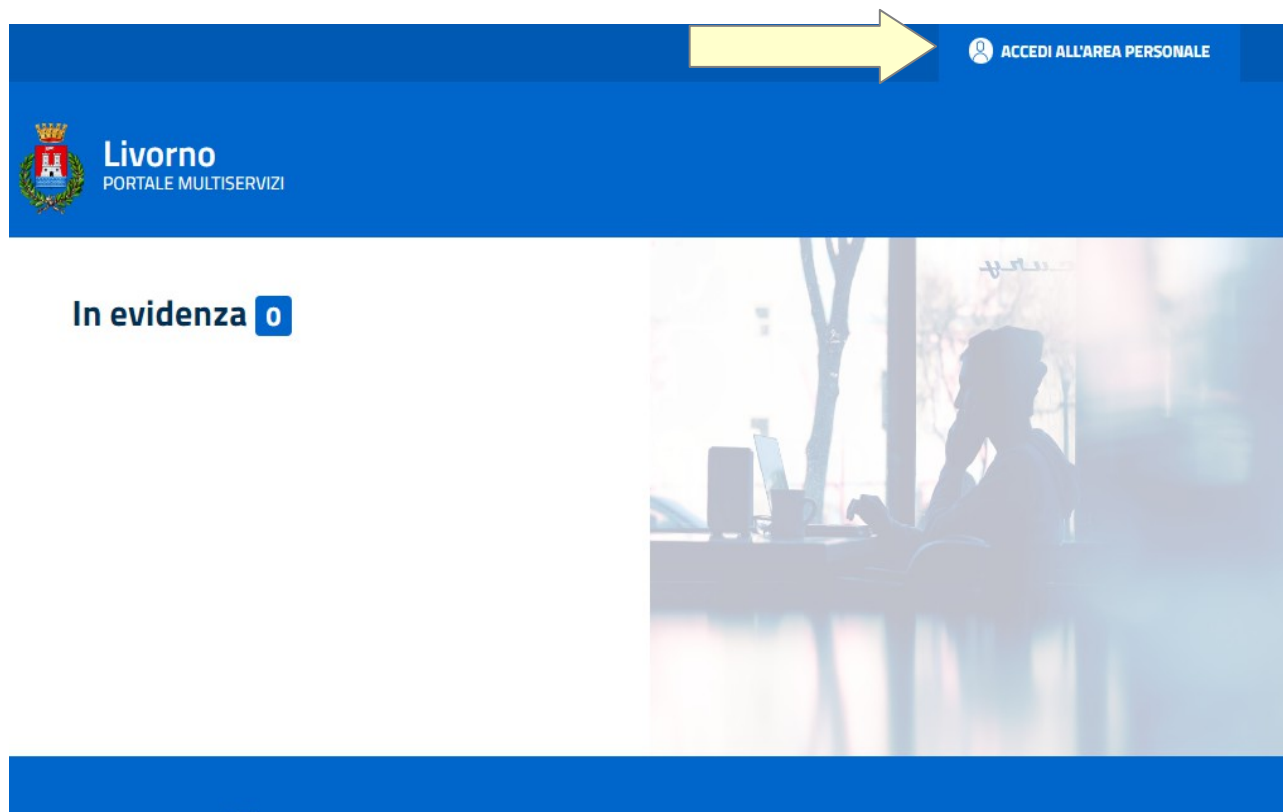 ACCEDI ALL'AREA PERSONALE
Livorno
PORTALE MULTISERVIZI
In evidenza 0